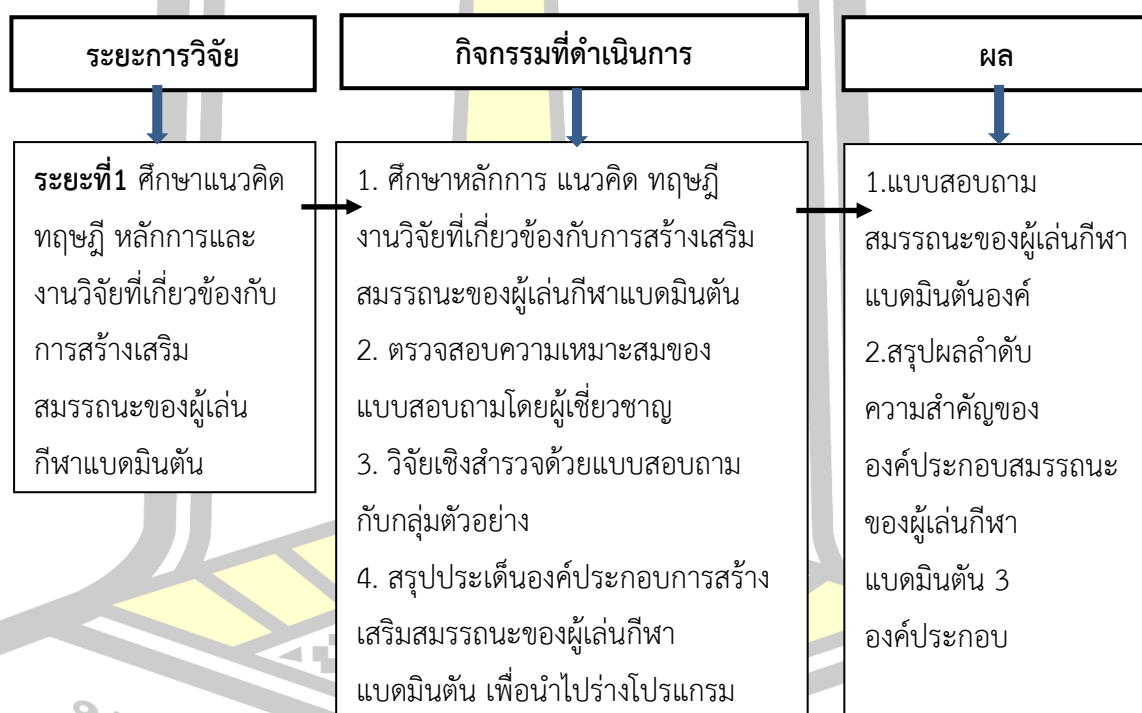 ระยะการวิจัย
กิจกรรมที่ดำเนินการ
ผล
ระยะที่1 ศึกษาแนวคิด
ทฤษฎี หลักการและ
งานวิจัยที่เกี่ยวข้องกับ
การสร้างเสริม
สมรรถนะของผู้เล่น
กีฬาแบดมินตัน
1. ศึกษาหลักการ แนวคิด ทฤษฎี
งานวิจัยที่เกี่ยวข้องกับการสร้างเสริม
สมรรถนะของผู้เล่นกีฬาแบดมินตัน
2. ตรวจสอบความเหมาะสมของ
แบบสอบถามโดยผู้เชี่ยวชาญ
3. วิจัยเชิงสำรวจด้วยแบบสอบถาม
กับกลุ่มตัวอย่าง
4. สรุปประเด็นองค์ประกอบการสร้าง
เสริมสมรรถนะของผู้เล่นกีฬา
แบดมินตัน เพื่อนำไปร่างโปรแกรม
1.แบบสอบถาม
สมรรถนะของผู้เล่นกีฬา
แบดมินตันองค์
2.สรุปผลลำดับ
ความสำคัญของ
องค์ประกอบสมรรถนะ
ของผู้เล่นกีฬา
แบดมินตัน 3
องค์ประกอบ